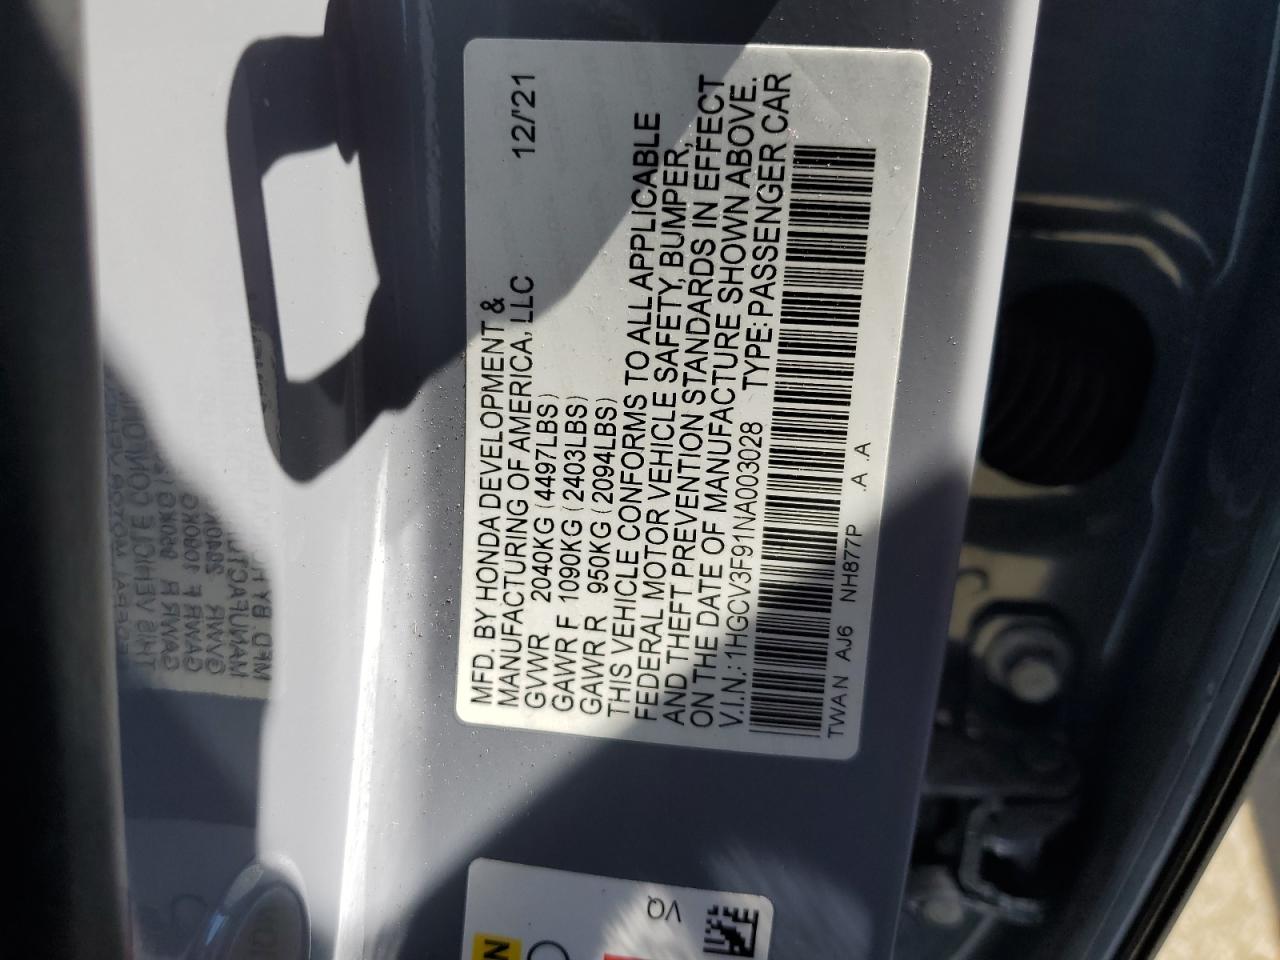 MFD. BY HONDA DEVELOPMENT &
MANUFACTURING OF AMERICA, LLC 12/'21
GVWR 2040KG (4497LBS)
GAWR F 1090KG (2403LBS)
GAWR R 950KG (2094LBS)
THIS VEHICLE CONFORMS TO ALL APPLICABLE
FEDERAL MOTOR VEHICLE SAFETY, BUMPER,
AND THEFT PREVENTION STANDARDS IN EFFECT
ON THE DATE OF MANUFACTURE SHOWN ABOVE.
V.I.N.: 1HGCV3F91NA003028 TYPE: PASSENGER CAR
TWAN AJ6 NH877P .A .A
VQ